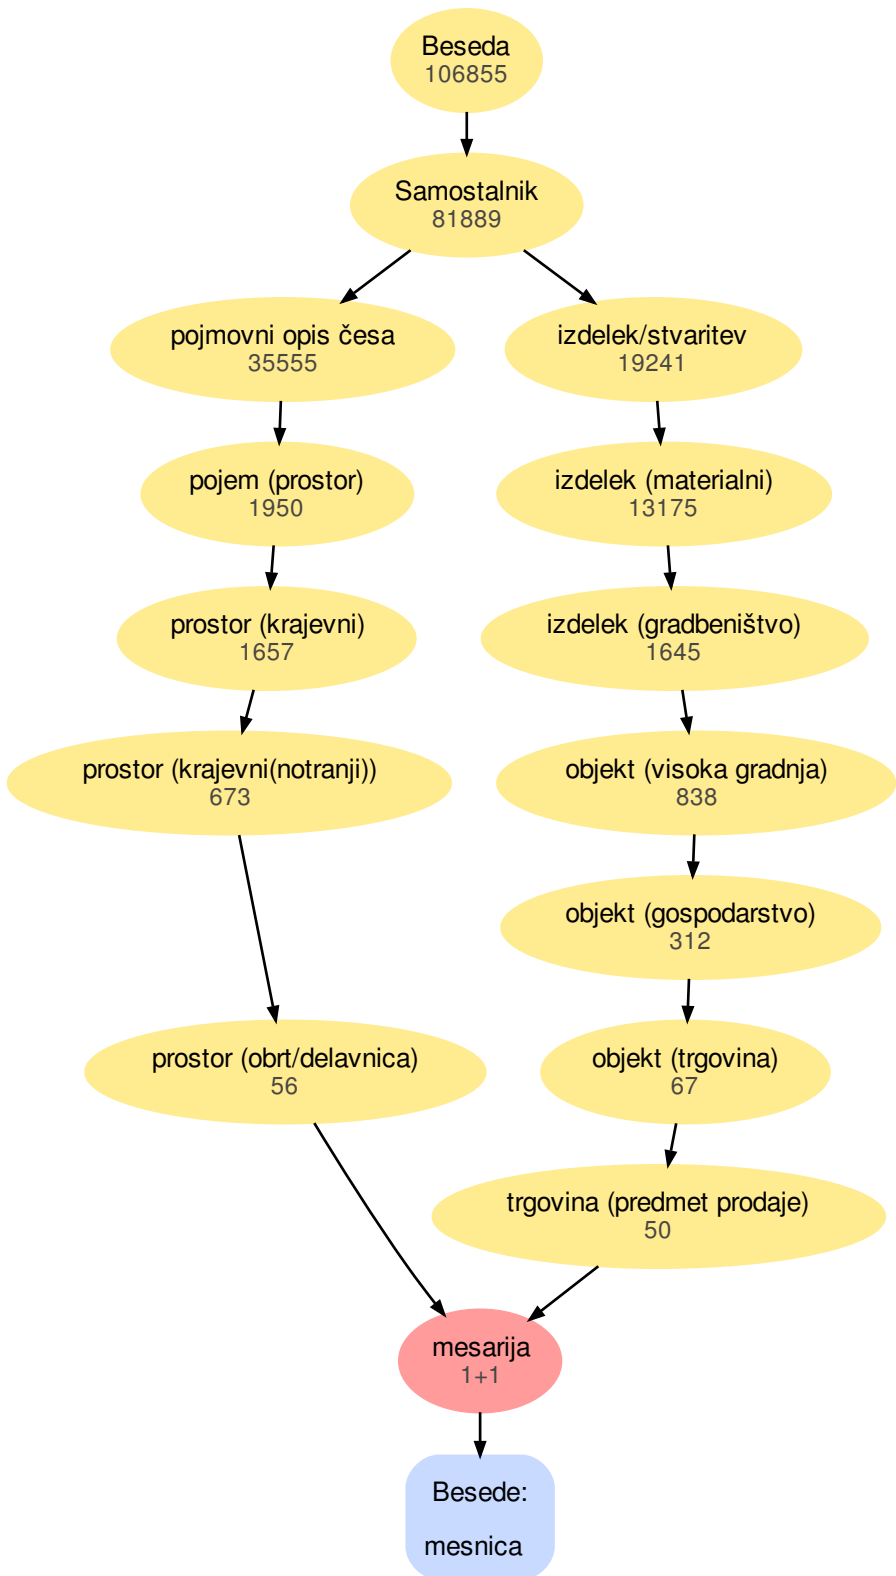 Beseda
106855
Samostalnik
81889
pojmovni opis česa
35555
izdelek/stvaritev
19241
pojem (prostor)
1950
izdelek (materialni)
13175
prostor (krajevni)
1657
izdelek (gradbeništvo)
1645
prostor (krajevni(notranji))
673
objekt (visoka gradnja)
838
objekt (gospodarstvo)
312
prostor (obrt/delavnica)
56
objekt (trgovina)
67
trgovina (predmet prodaje)
50
mesarija
1+1
Besede:
mesnica